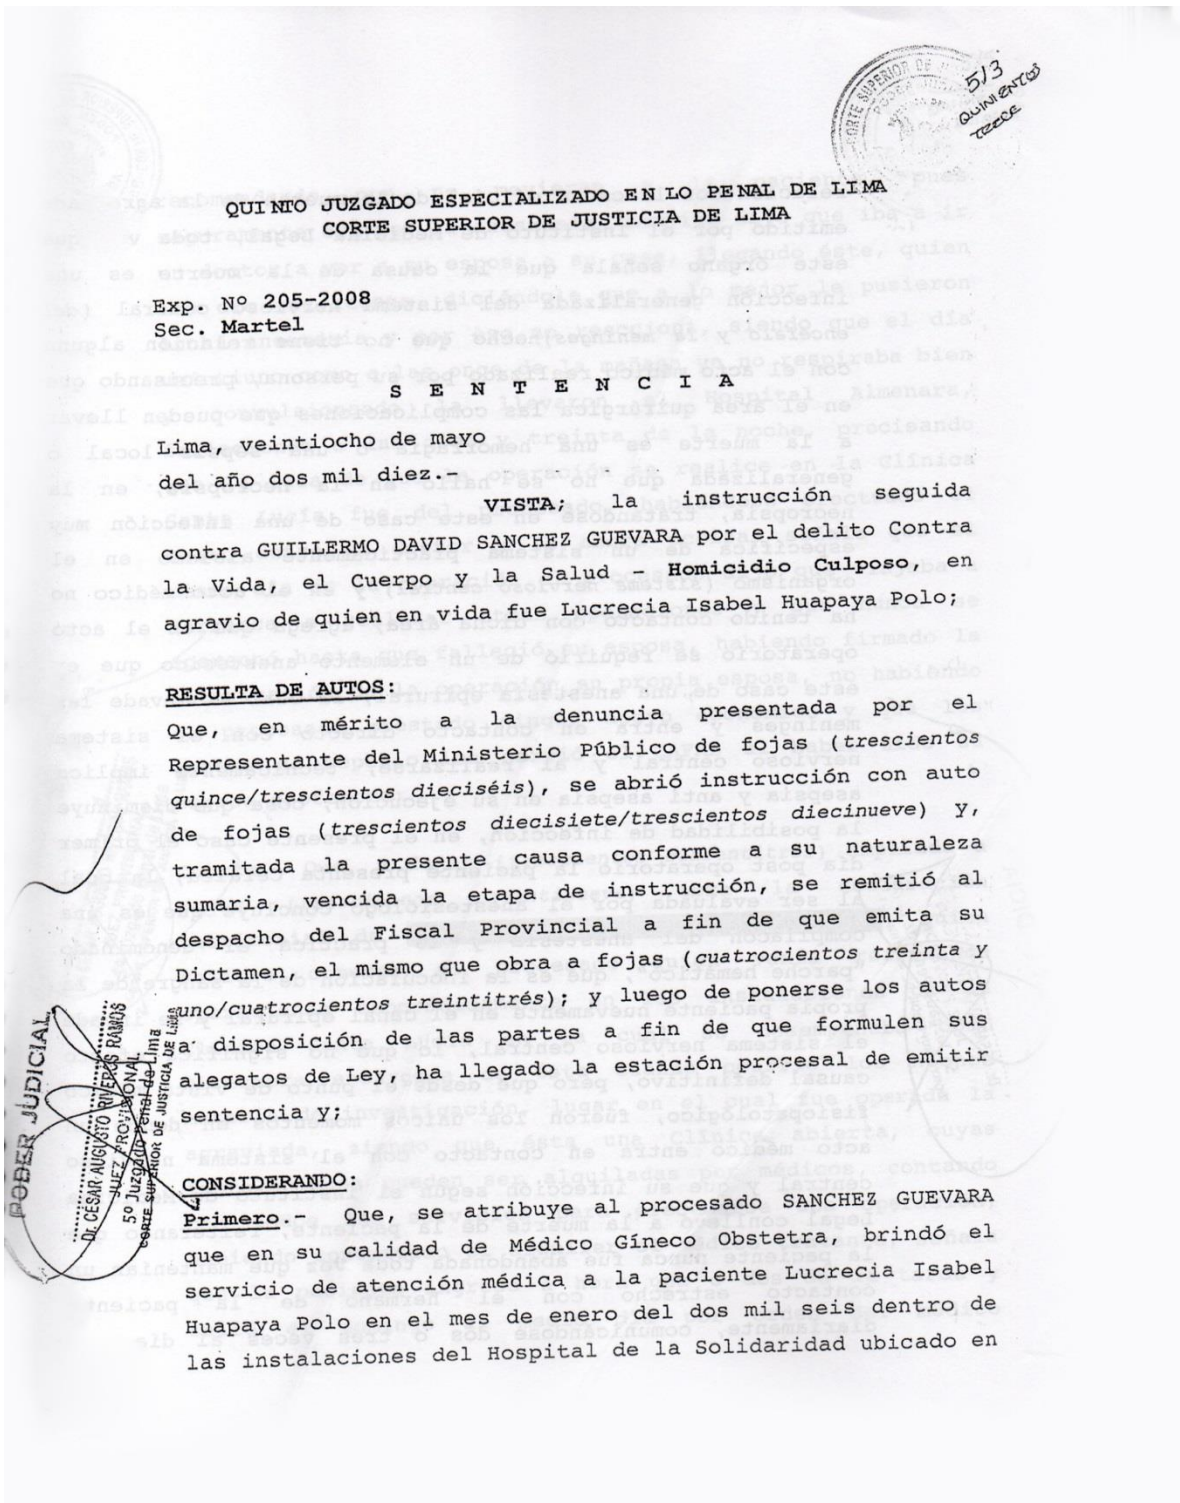 CORTE SUPERIOR DE
513
QUINIENTOS
TRECE
QUINTO JUZGADO ESPECIALIZADO EN LO PENAL DE LIMA
CORTE SUPERIOR DE JUSTICIA DE LIMA
Exp. Nº 205-2008
Sec. Martel
S E N T E N C I A
Lima, veintiocho de mayo
del año dos mil diez.-
VISTA; la instrucción seguida
contra GUILLERMO DAVID SANCHEZ GUEVARA por el delito Contra
la Vida, el Cuerpo y la Salud – Homicidio Culposo, en
agravio de quien en vida fue Lucrecia Isabel Huapaya Polo;
RESULTA DE AUTOS:
Que, en mérito a la denuncia presentada por el
Representante del Ministerio Público de fojas (trescientos
quince/trescientos dieciséis), se abrió instrucción con auto
de fojas (trescientos diecisiete/trescientos diecinueve) y,
tramitada la presente causa conforme a su naturaleza
sumaria, vencida la etapa de instrucción, se remitió al
despacho del Fiscal Provincial a fin de que emita su
Dictamen, el mismo que obra a fojas (cuatrocientos treinta y
uno/cuatrocientos treintitrés); y luego de ponerse los autos
a disposición de las partes a fin de que formulen sus
alegatos de Ley, ha llegado la estación procesal de emitir
sentencia y;
CONSIDERANDO:
Primero.- Que, se atribuye al procesado SANCHEZ GUEVARA
que en su calidad de Médico Gíneco Obstetra, brindó el
servicio de atención médica a la paciente Lucrecia Isabel
Huapaya Polo en el mes de enero del dos mil seis dentro de
las instalaciones del Hospital de la Solidaridad ubicado en
PODER JUDICIAL
Dr. CESAR AUGUSTO RIVEROS RAMOS
JUEZ PROVISIONAL
5º Juzgado Penal de Lima
CORTE SUPERIOR DE JUSTICIA DE LIMA